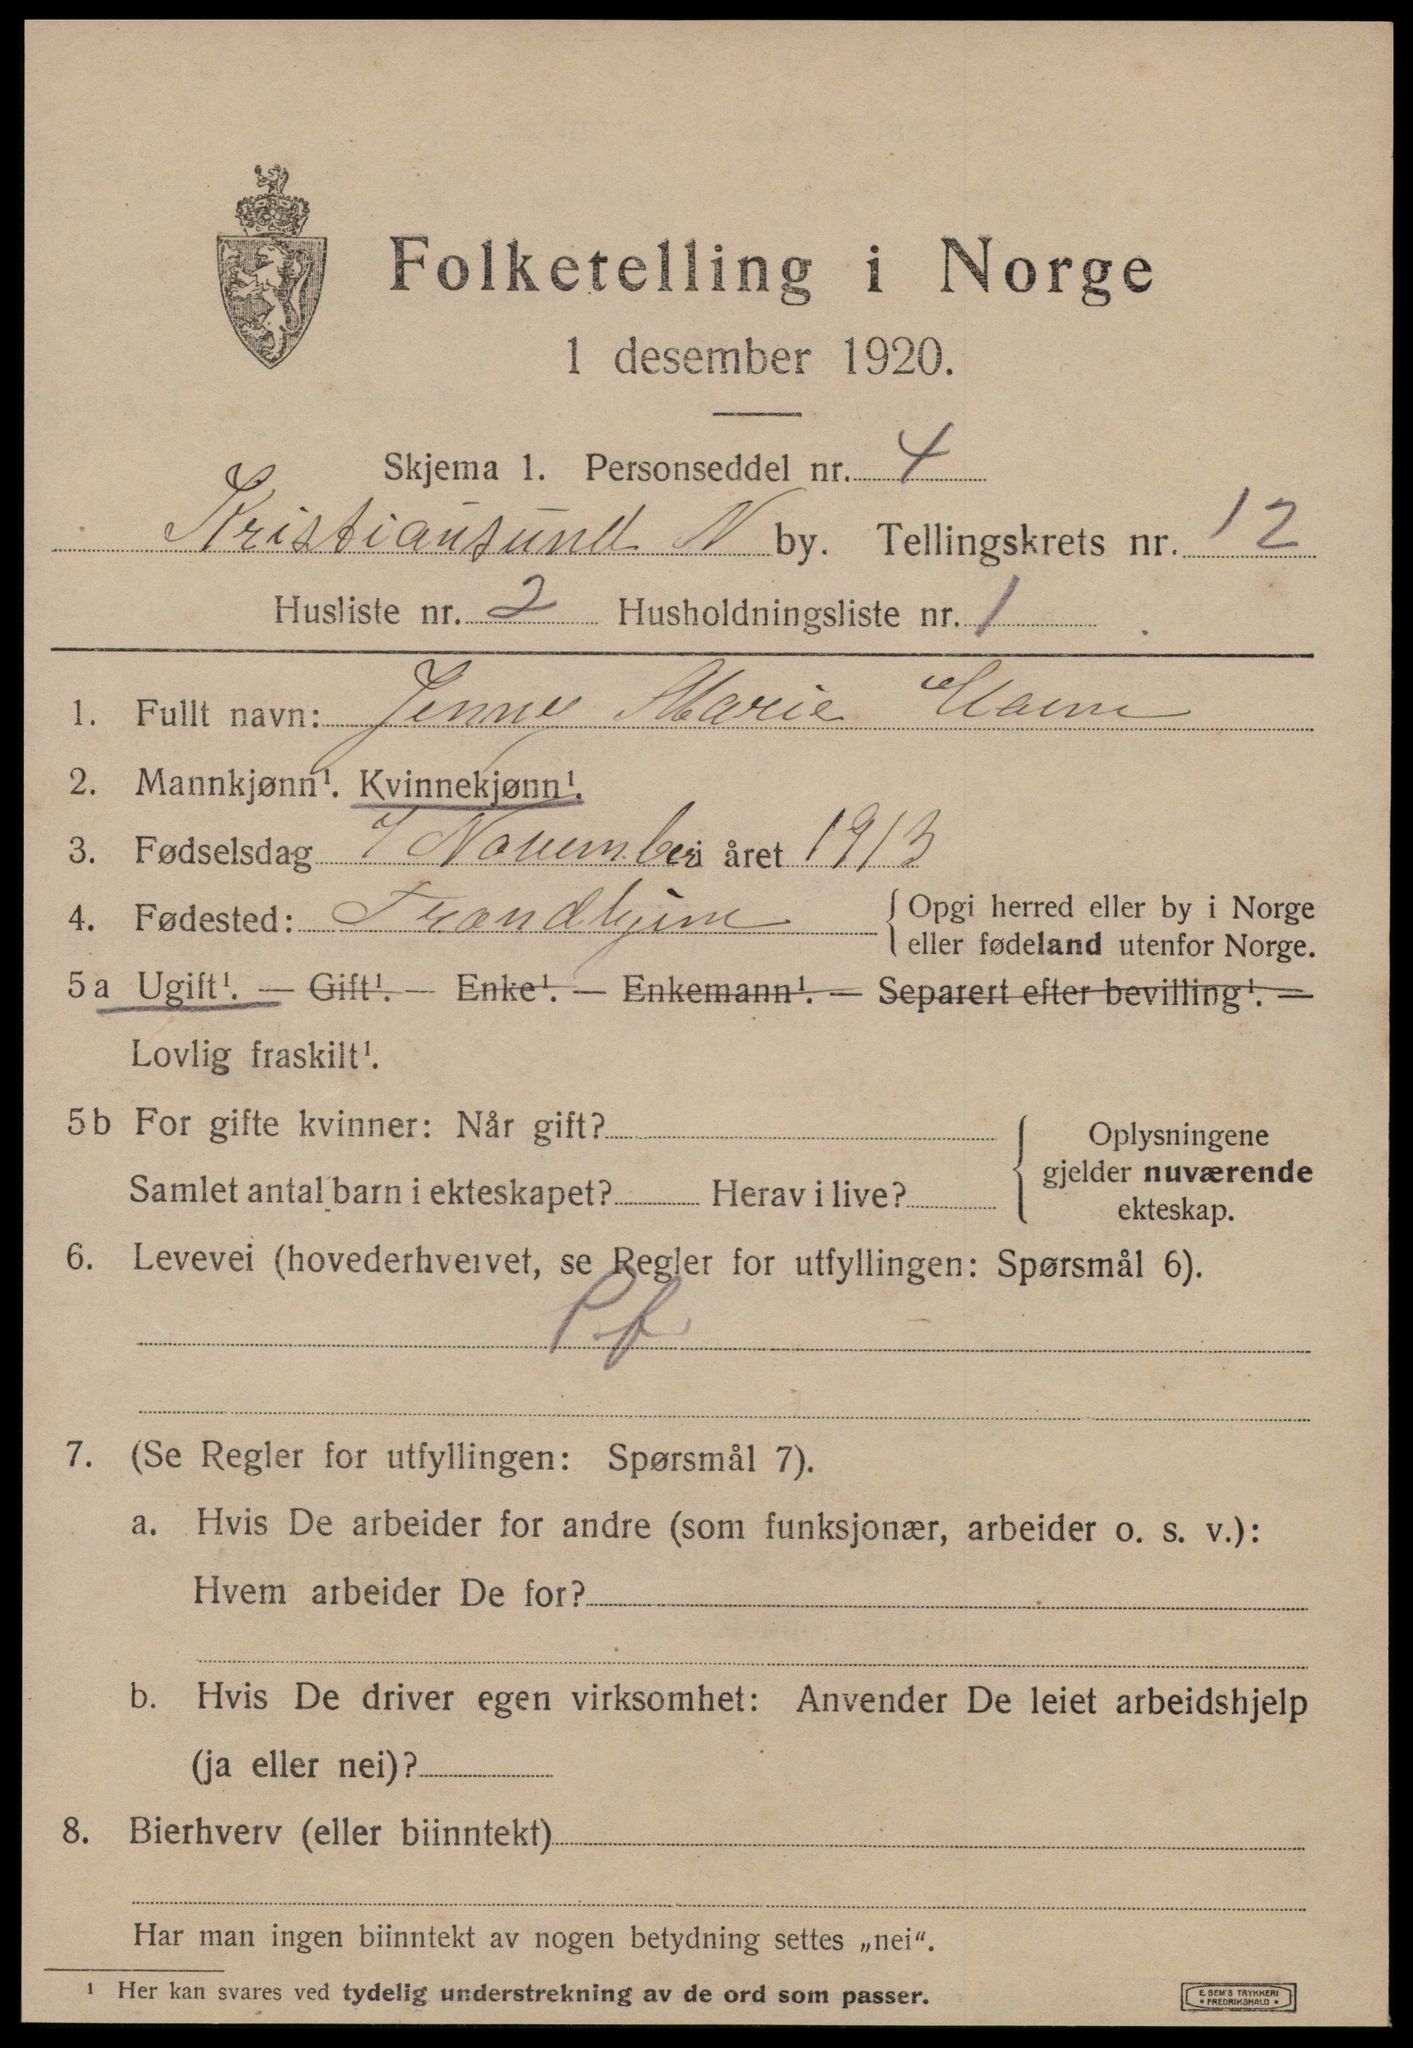 Folketelling i Norge
1 desember 1920.
Skjema 1. Personseddel nr. 4
Kristiansund N by. Tellingskrets nr. 12
Husliste nr. 2 Husholdningsliste nr. 1
1. Fullt navn: Jenny Marie
2. Mannkjønn¹. Kvinnekjønn¹.
3. Fødselsdag 7 November i året 1913
4. Fødested: Trondhjem { Opgi herred eller by i Norge
eller fødeland utenfor Norge.
5a Ugift¹. — Gift¹. — Enke¹. — Enkemann¹. — Separert efter bevilling¹. —
Lovlig fraskilt¹.
5b For gifte kvinner: Når gift? { Oplysningene
gjelder nuværende
ekteskap.
Samlet antal barn i ekteskapet? Herav i live?
6. Levevei (hovederhvervet, se Regler for utfyllingen: Spørsmål 6).
P.f
7. (Se Regler for utfyllingen: Spørsmål 7).
a. Hvis De arbeider for andre (som funksjonær, arbeider o. s. v.):
Hvem arbeider De for?
b. Hvis De driver egen virksomhet: Anvender De leiet arbeidshjelp
(ja eller nei)?
8. Bierhverv (eller biinntekt)
Har man ingen biinntekt av nogen betydning settes „nei“.
¹ Her kan svares ved tydelig understrekning av de ord som passer.
E. SEM'S TRYKKERI
• FREDRIKSHALD •